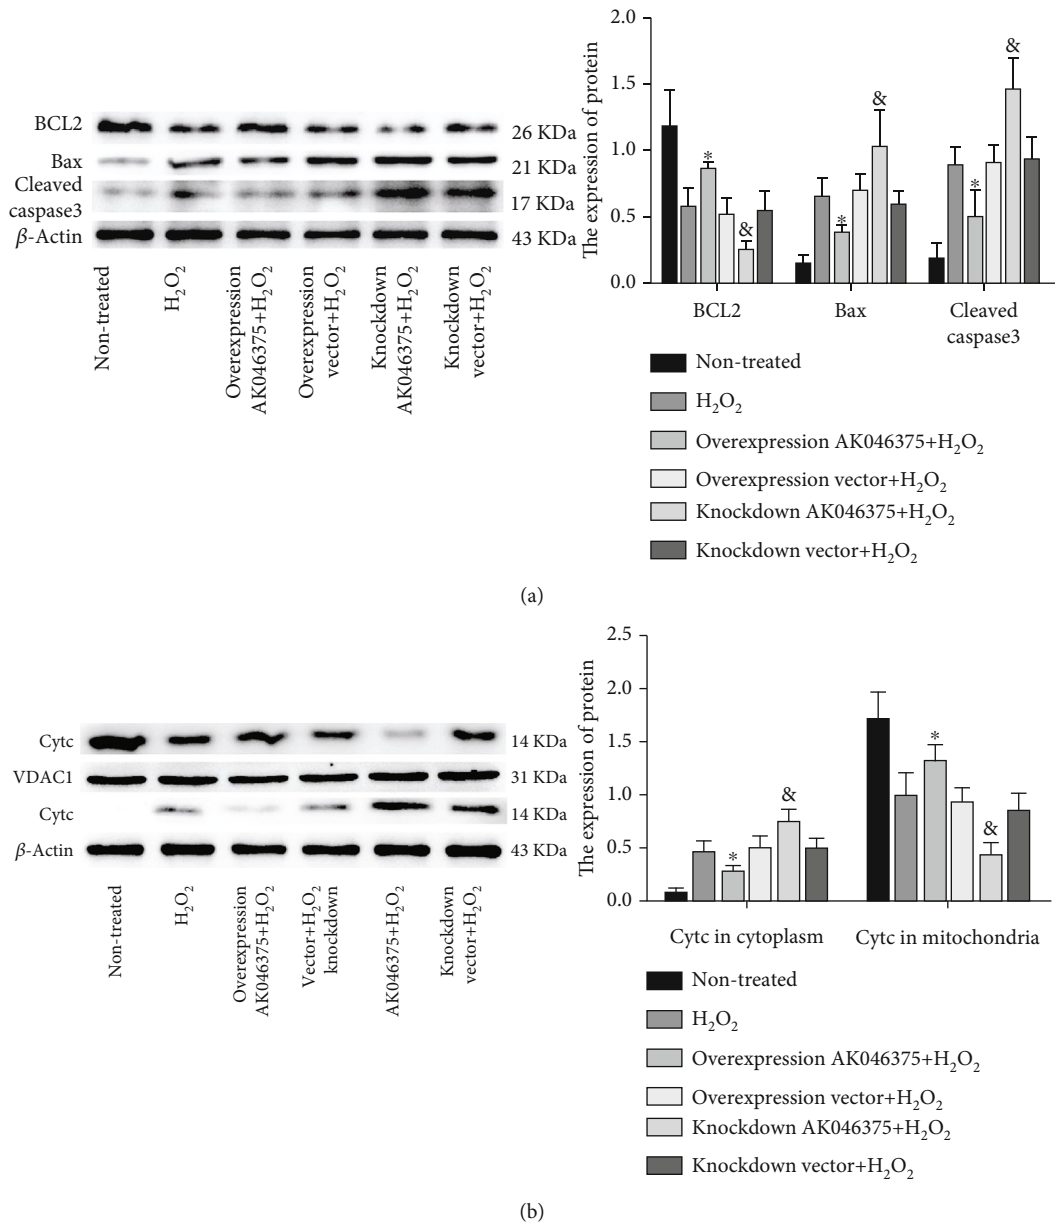 BCL2
26 KDa
Bax
21 KDa
Cleaved
caspase3
17 KDa
β-Actin
43 KDa
Non-treated
H₂O₂
Overexpression
AK046375+H₂O₂
Overexpression
vector+H₂O₂
Knockdown
AK046375+H₂O₂
Knockdown
vector+H₂O₂
The expression of protein
2.0
1.5
1.0
0.5
0.0
*
&
*
&
*
&
BCL2
Bax
Cleaved
caspase3
Non-treated
H₂O₂
Overexpression AK046375+H₂O₂
Overexpression vector+H₂O₂
Knockdown AK046375+H₂O₂
Knockdown vector+H₂O₂
(a)
Cytc
14 KDa
VDAC1
31 KDa
Cytc
14 KDa
β-Actin
43 KDa
Non-treated
H₂O₂
Overexpression
AK046375+H₂O₂
Vector+H₂O₂
knockdown
AK046375+H₂O₂
Knockdown
vector+H₂O₂
The expression of protein
2.5
2.0
1.5
1.0
0.5
0.0
*
&
*
&
Cytc in cytoplasm
Cytc in mitochondria
Non-treated
H₂O₂
Overexpression AK046375+H₂O₂
Overexpression vector+H₂O₂
Knockdown AK046375+H₂O₂
Knockdown vector+H₂O₂
(b)